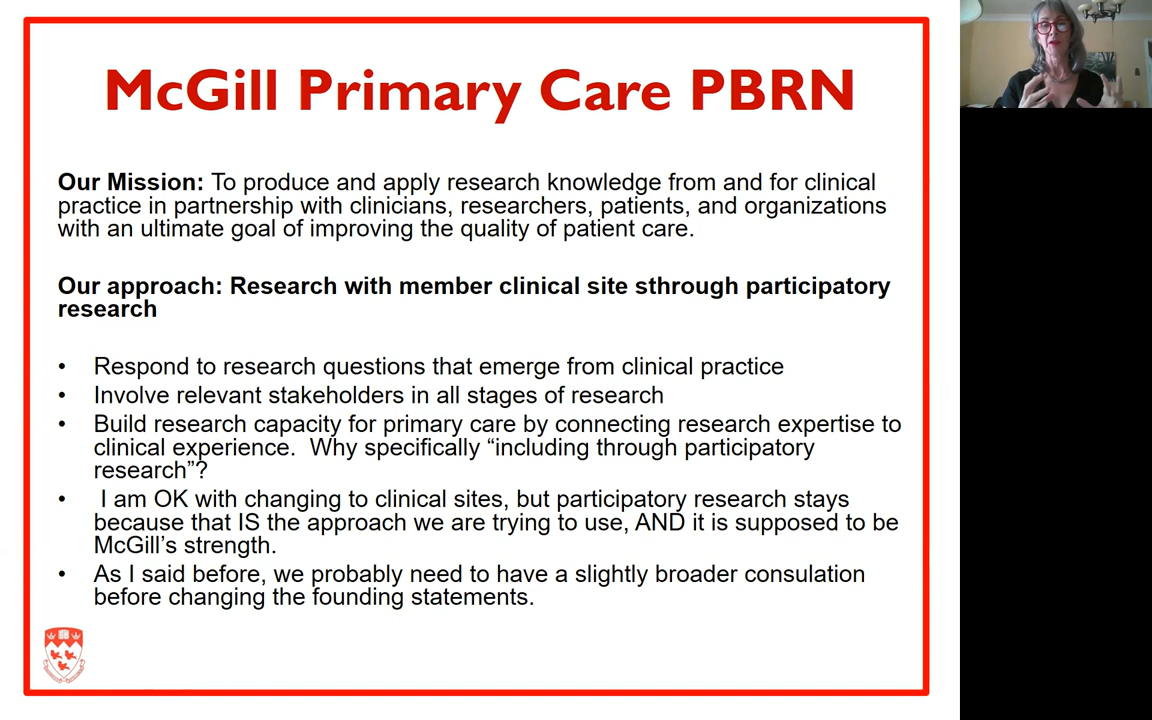 McGill Primary Care PBRN
Our Mission: To produce and apply research knowledge from and for clinical
practice in partnership with clinicians, researchers, patients, and organizations
with an ultimate goal of improving the quality of patient care.
Our approach: Research with member clinical site sthrough participatory
research
• Respond to research questions that emerge from clinical practice
• Involve relevant stakeholders in all stages of research
• Build research capacity for primary care by connecting research expertise to
clinical experience.  Why specifically “including through participatory
research”?
•  I am OK with changing to clinical sites, but participatory research stays
because that IS the approach we are trying to use, AND it is supposed to be
McGill’s strength.
• As I said before, we probably need to have a slightly broader consulation
before changing the founding statements.